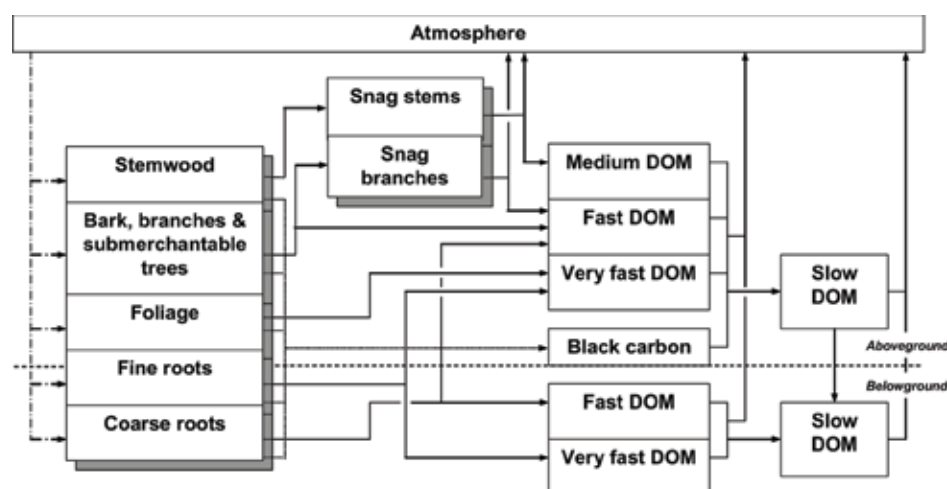 Atmosphere
Snag stems
Snag
branches
Stemwood
Bark, branches &
submerchantable
trees
Foliage
Fine roots
Coarse roots
Medium DOM
Fast DOM
Very fast DOM
Black carbon
Fast DOM
Very fast DOM
Slow
DOM
Aboveground
Belowground
Slow
DOM